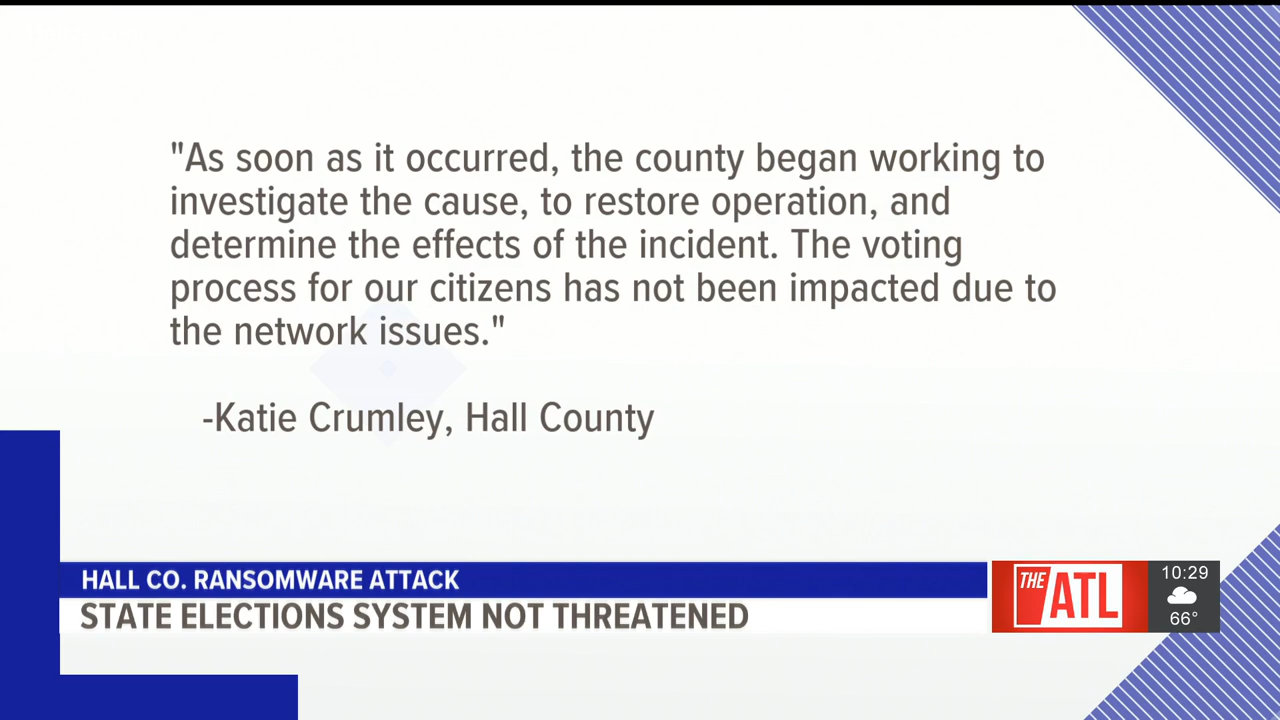 "As soon as it occurred, the county began working to
investigate the cause, to restore operation, and
determine the effects of the incident. The voting
process for our citizens has not been impacted due to
the network issues."
-Katie Crumley, Hall County
HALL CO. RANSOMWARE ATTACK
STATE ELECTIONS SYSTEM NOT THREATENED
THE ATL
10:29
66°